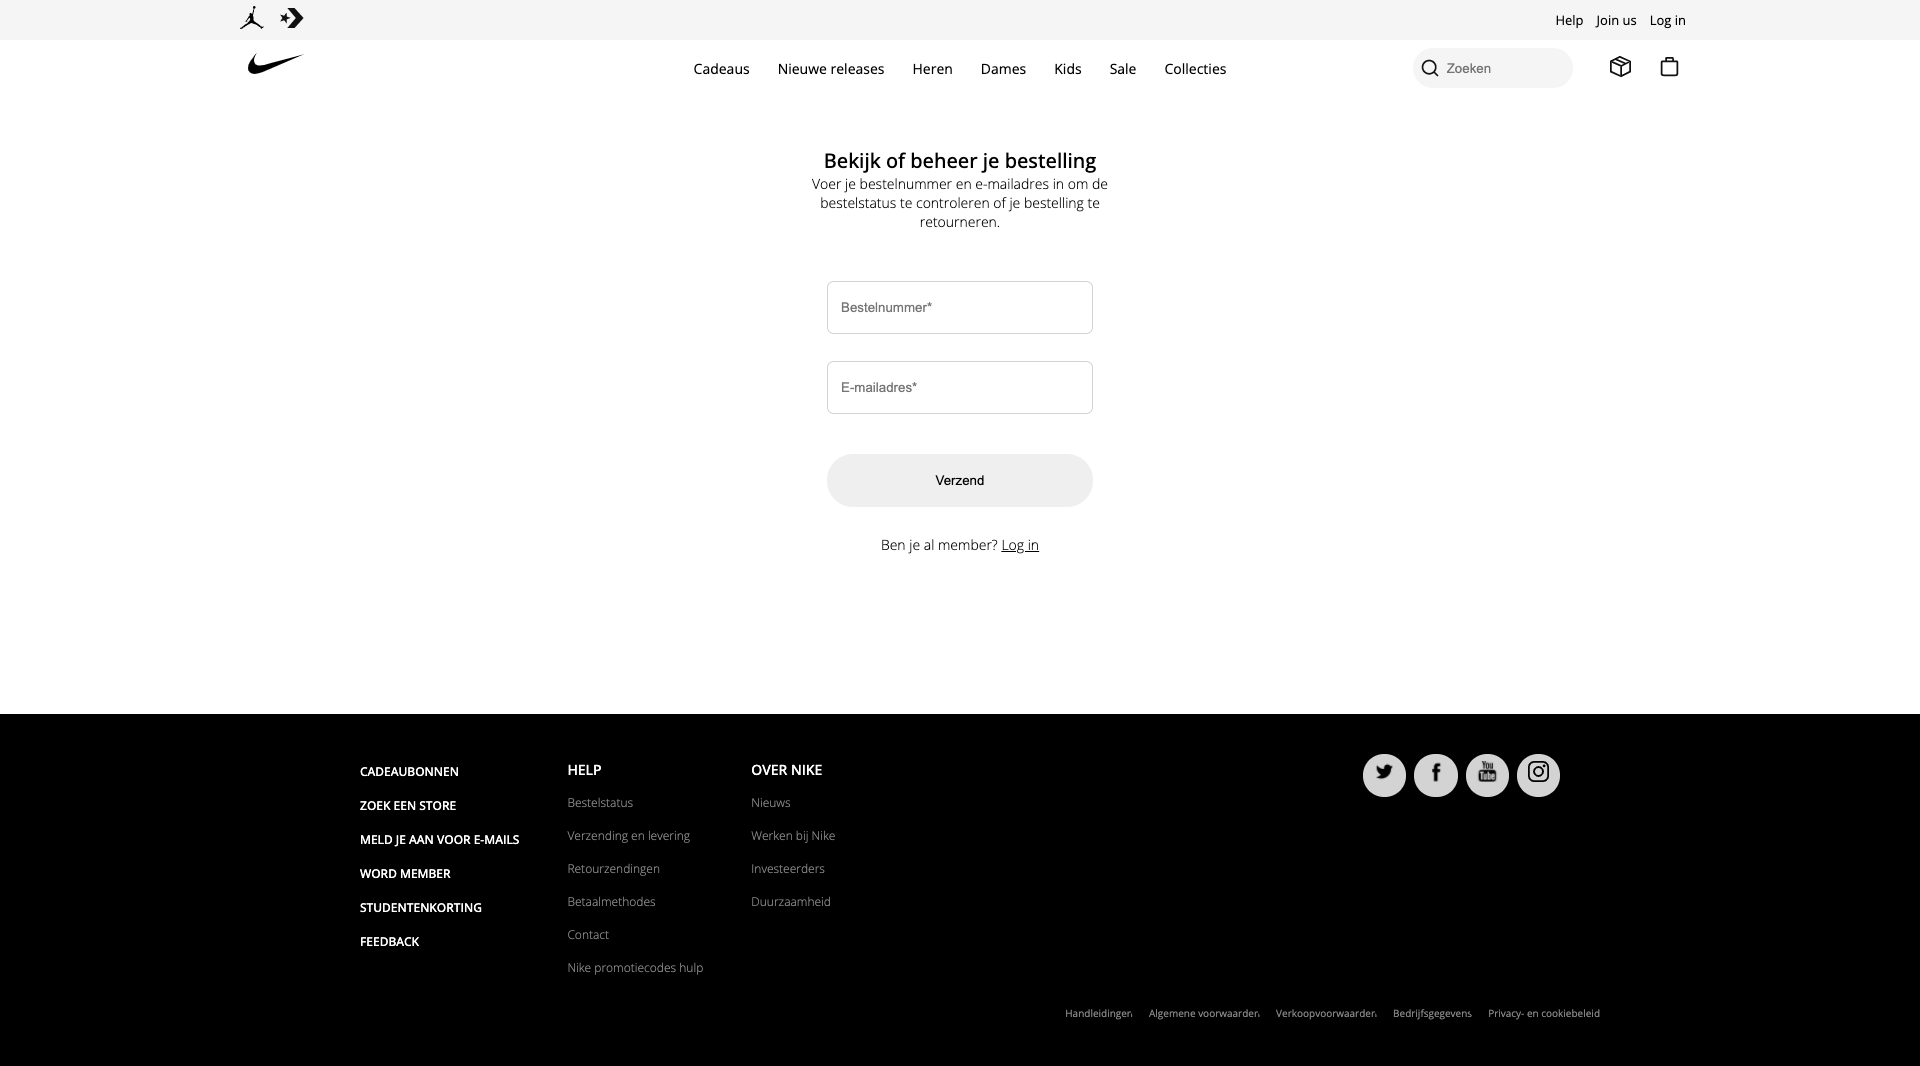 Help Join us Log in
Cadeaus Nieuwe releases Heren Dames Kids Sale Collecties Zoeken
Bekijk of beheer je bestelling
Voer je bestelnummer en e-mailadres in om de
bestelstatus te controleren of je bestelling te
retourneren.
Bestelnummer*
E-mailadres*
Verzend
Ben je al member? Log in
CADEAUBONNEN
ZOEK EEN STORE
MELD JE AAN VOOR E-MAILS
WORD MEMBER
STUDENTENKORTING
FEEDBACK
HELP
Bestelstatus
Verzending en levering
Retourzendingen
Betaalmethodes
Contact
Nike promotiecodes hulp
OVER NIKE
Nieuws
Werken bij Nike
Investeerders
Duurzaamheid
You
Tube
Handleidingen Algemene voorwaarden Verkoopvoorwaarden Bedrijfsgegevens Privacy- en cookiebeleid